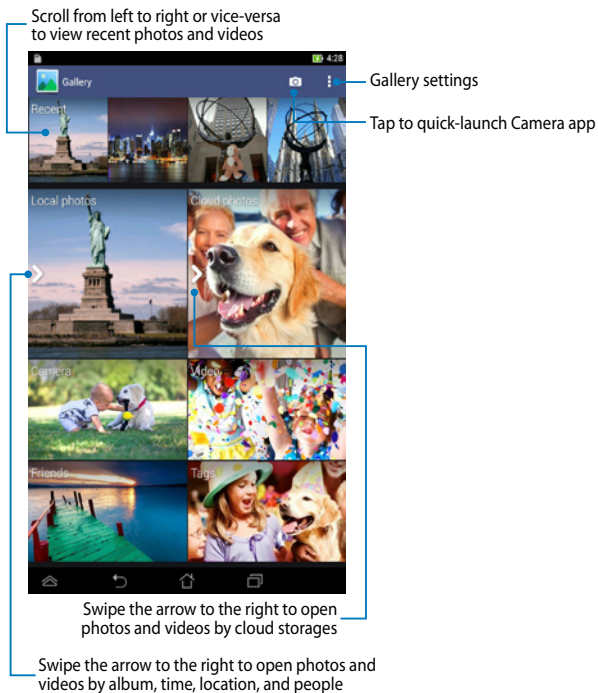 Scroll from left to right or vice-versa
to view recent photos and videos
4:28
Gallery
Gallery settings
Recent
Tap to quick-launch Camera app
Local photos
Cloud photos
Camera
Video
Friends
Tags
Swipe the arrow to the right to open
photos and videos by cloud storages
Swipe the arrow to the right to open photos and
videos by album, time, location, and people